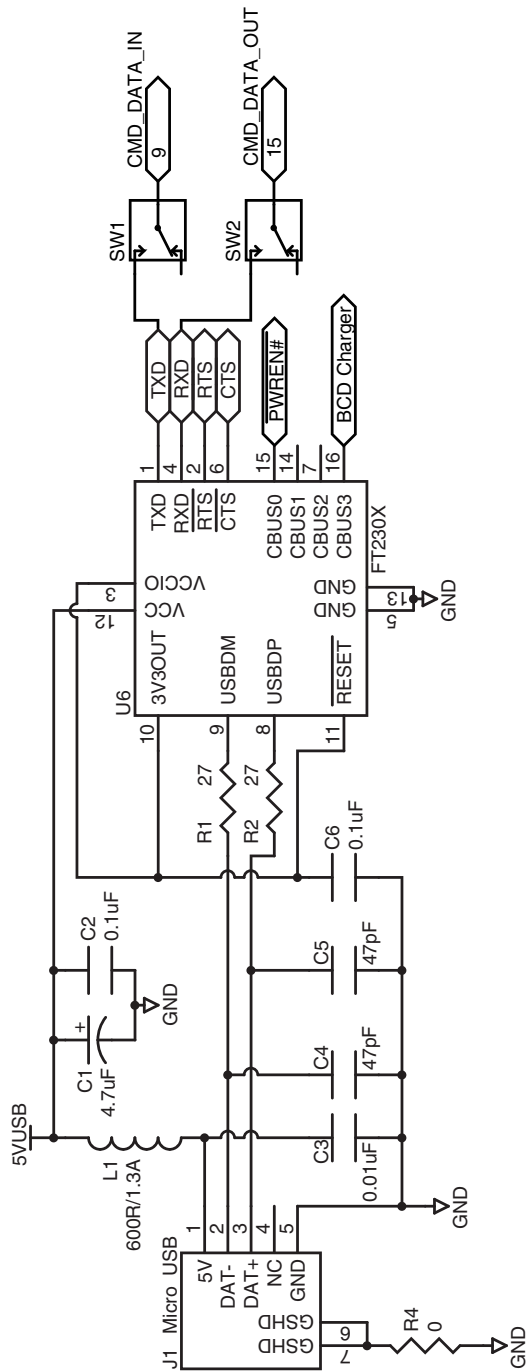 5VUSB
L1
600R/1.3A
C1
4.7uF
+
C2
0.1uF
GND
J1 Micro USB
5V
1
DAT-
2
DAT+
3
NC
4
GND
5
GSHD
6
GSHD
7
R4
0
GND
C3
0.01uF
C4
47pF
C5
47pF
C6
0.1uF
GND
R1
27
R2
27
U6
FT230X
10
3V3OUT
9
USBDM
8
USBDP
11
RESET
12
VCC
3
VCCIO
TXD
1
RXD
4
RTS
2
CTS
6
CBUS0
15
CBUS1
14
CBUS2
7
CBUS3
16
GND
5
GND
13
GND
TXD
RXD
RTS
CTS
PWREN#
BCD Charger
SW1
CMD_DATA_IN
9
SW2
CMD_DATA_OUT
15